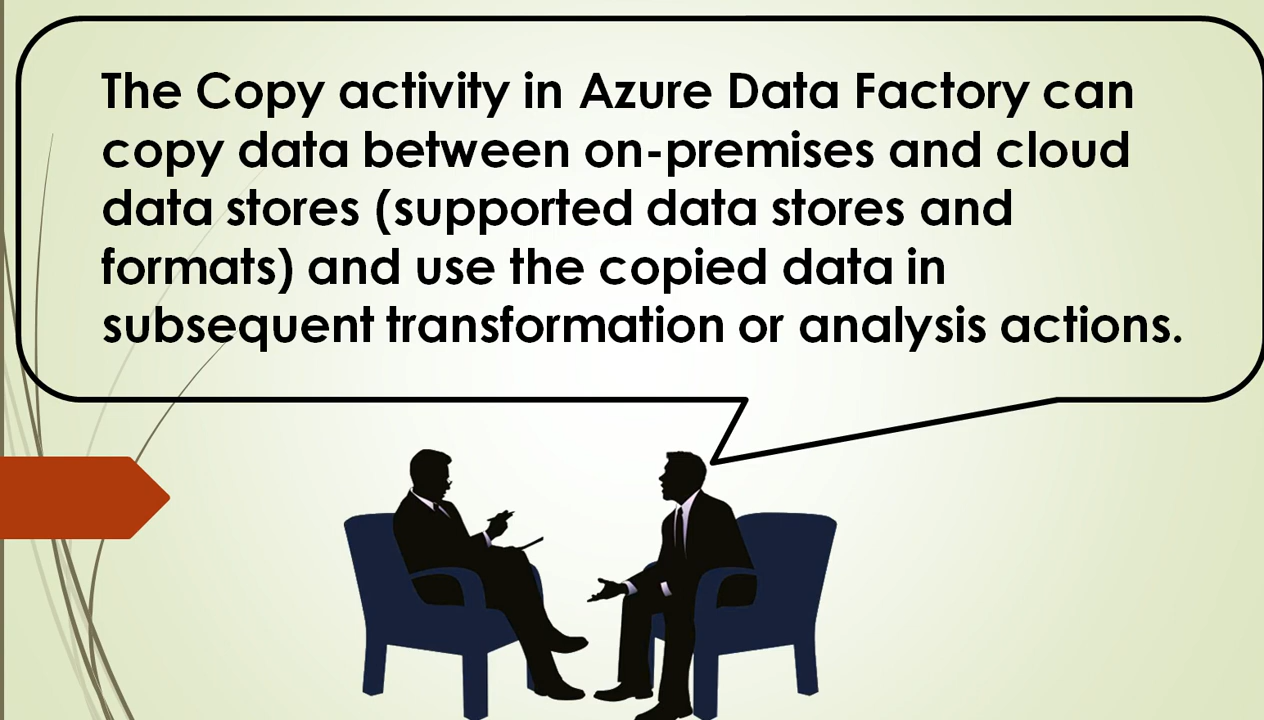 The Copy activity in Azure Data Factory can
copy data between on-premises and cloud
data stores (supported data stores and
formats) and use the copied data in
subsequent transformation or analysis actions.